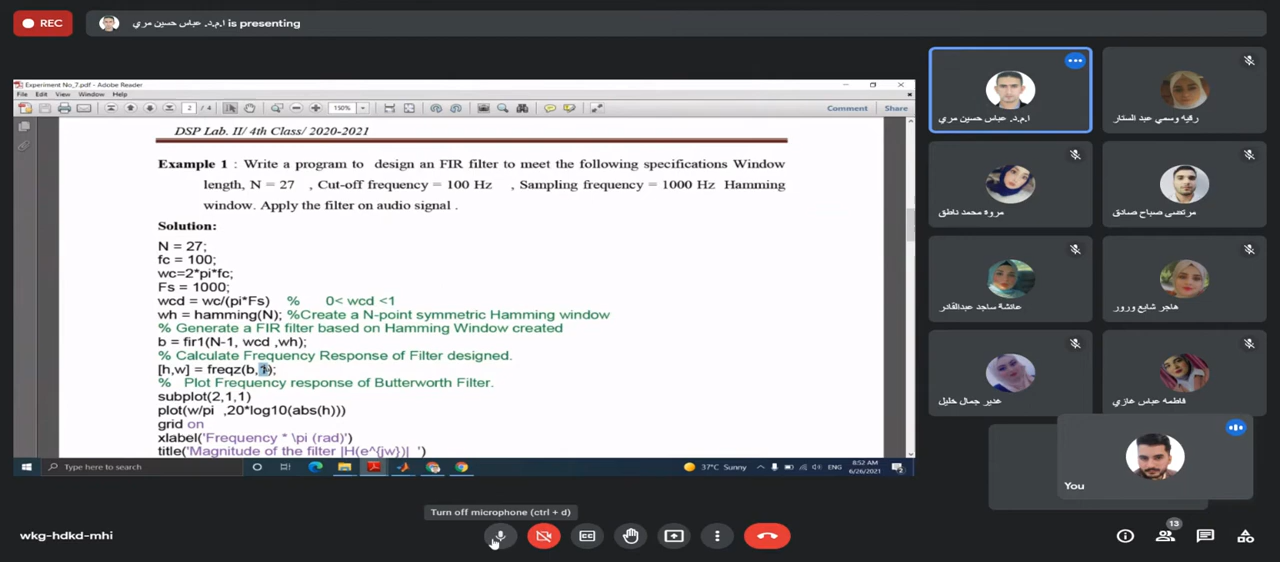 REC
ا.م.د. عباس حسين مري is presenting
Experiment No_7.pdf - Adobe Reader
File Edit View Window Help
2 / 4
150%
Comment
Share
DSP Lab. II/ 4th Class/ 2020-2021
Example 1 : Write a program to design an FIR filter to meet the following specifications Window
length, N = 27 , Cut-off frequency = 100 Hz , Sampling frequency = 1000 Hz Hamming
window. Apply the filter on audio signal .
Solution:
N = 27;
fc = 100;
wc=2*pi*fc;
Fs = 1000;
wcd = wc/(pi*Fs) % 0< wcd <1
wh = hamming(N); %Create a N-point symmetric Hamming window
% Generate a FIR filter based on Hamming Window created
b = fir1(N-1, wcd ,wh);
% Calculate Frequency Response of Filter designed.
[h,w] = freqz(b,1);
% Plot Frequency response of Butterworth Filter.
subplot(2,1,1)
plot(w/pi ,20*log10(abs(h)))
grid on
xlabel('Frequency * \pi (rad)')
title('Magnitude of the filter |H(e^{jw})| ')
Type here to search
37°C Sunny
8:52 AM
6/26/2021
ا.م.د. عباس حسين مري
رقيه وسمي عبد الستار
مروه محمد ناطق
مرتضى صباح صادق
عائشة ساجد عبدالقادر
هاجر شايع ورور
غدير جمال خليل
فاطمه عباس غازي
You
Turn off microphone (ctrl + d)
wkg-hdkd-mhi
13